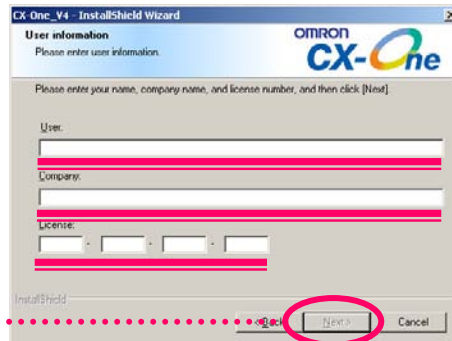 CX-One_V4 - InstallShield Wizard
User information
Please enter user information.
OMRON
CX-One
Please enter your name, company name, and license number, and then click [Next].
User:
Company:
License:
- - -
InstallShield
< Back Next > Cancel